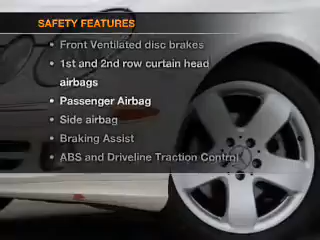 SAFETY FEATURES
• Front Ventilated disc brakes
• 1st and 2nd row curtain head
airbags
• Passenger Airbag
• Side airbag
• Braking Assist
• ABS and Driveline Traction Control